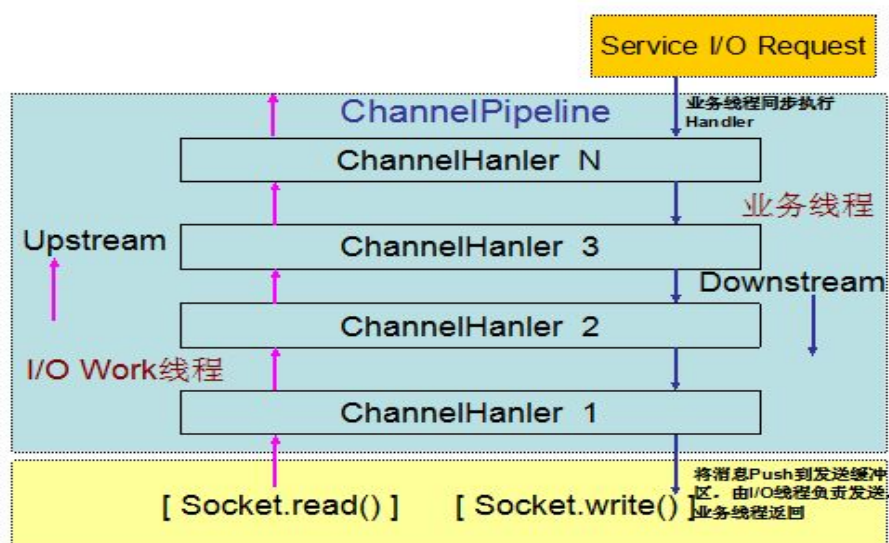 Service I/O Request
业务线程同步执行
Handler
ChannelPipeline
ChannelHanler N
业务线程
Upstream
ChannelHanler 3
Downstream
ChannelHanler 2
I/O Work线程
ChannelHanler 1
将消息Push到发送缓冲
区，由I/O线程负责发送，
业务线程返回
[ Socket.read() ]
[ Socket.write() ]